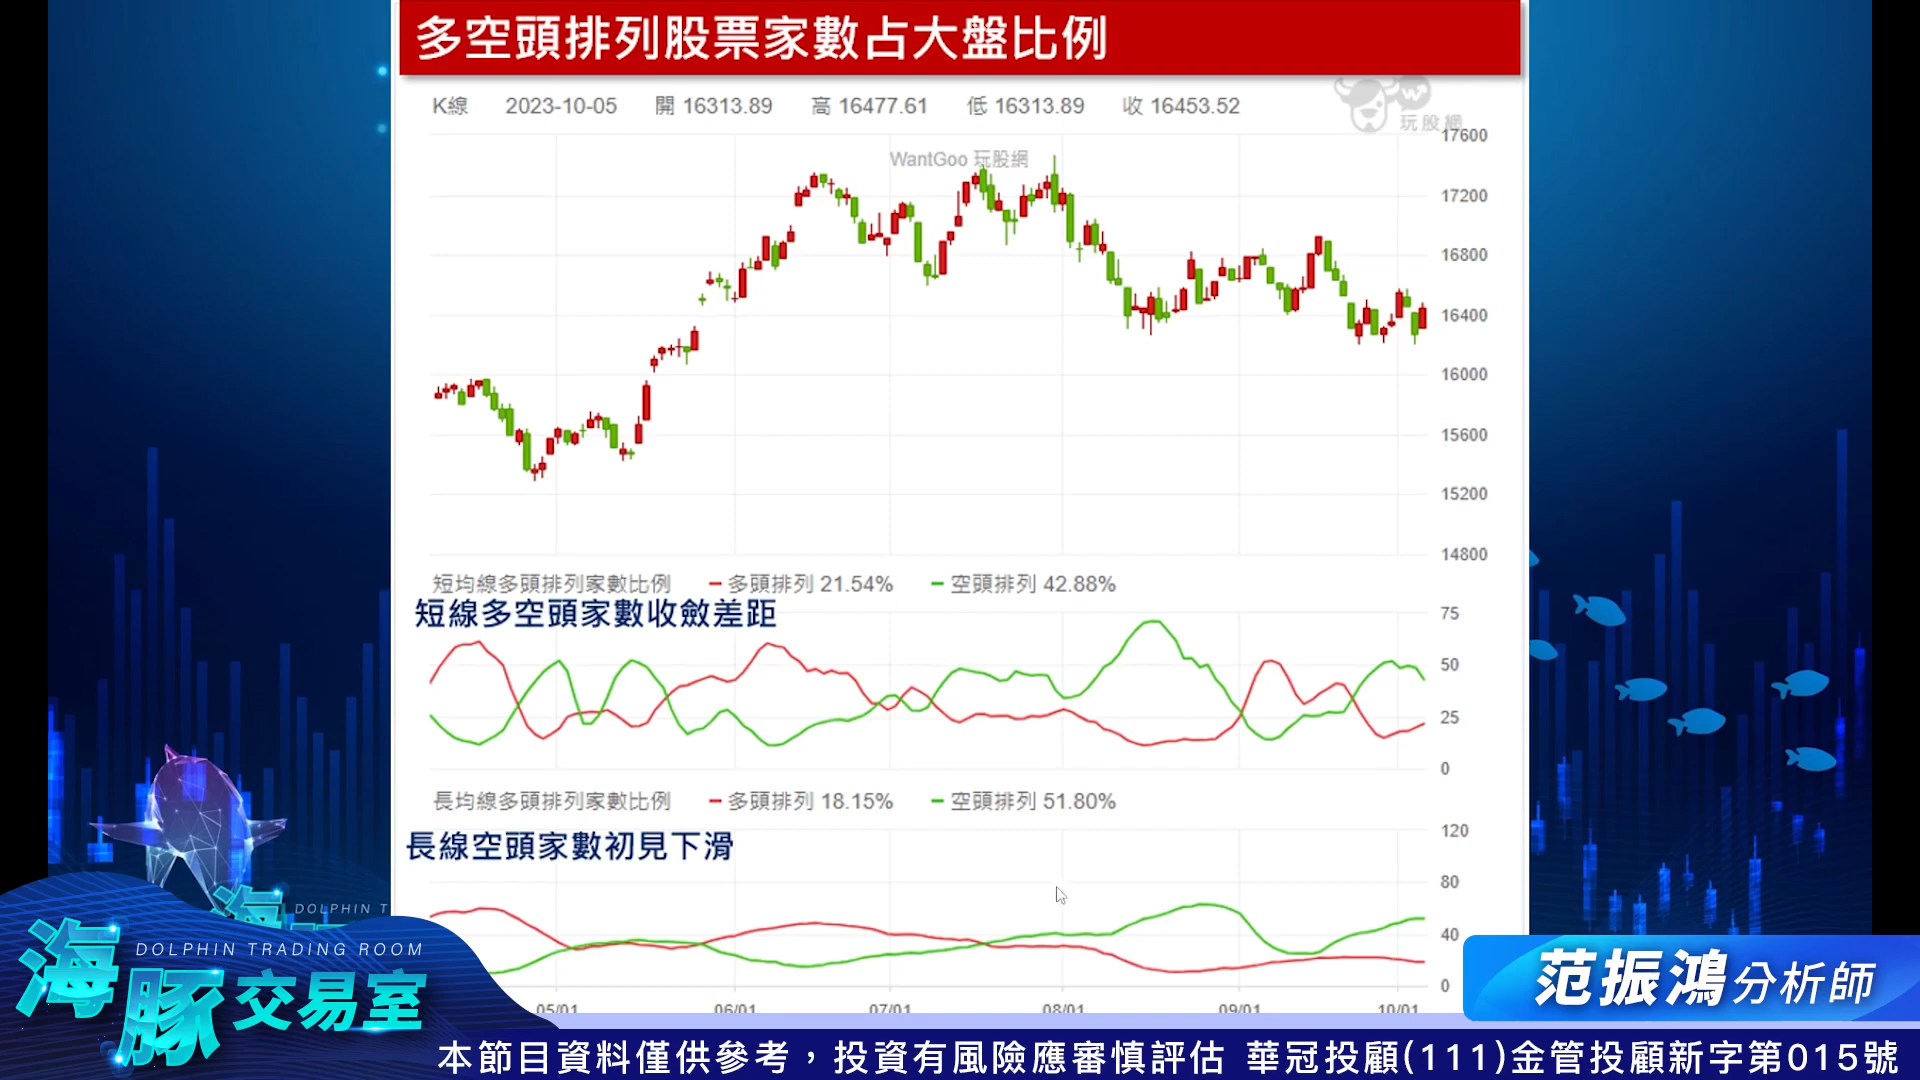 多空頭排列股票家數占大盤比例
K線 2023-10-05 開 16313.89 高 16477.61 低 16313.89 收 16453.52
玩股網
WantGoo 玩股網
17600
17200
16800
16400
16000
15600
15200
14800
短均線多頭排列家數比例 多頭排列 21.54% 空頭排列 42.88%
短線多空頭家數收斂差距
75
50
25
0
長均線多頭排列家數比例 多頭排列 18.15% 空頭排列 51.80%
長線空頭家數初見下滑
120
80
40
0
05/01 06/01 07/01 08/01 09/01 10/01
海 DOLPHIN T
DOLPHIN TRADING ROOM
海豚交易室
范振鴻分析師
本節目資料僅供參考，投資有風險應審慎評估 華冠投顧(111)金管投顧新字第015號